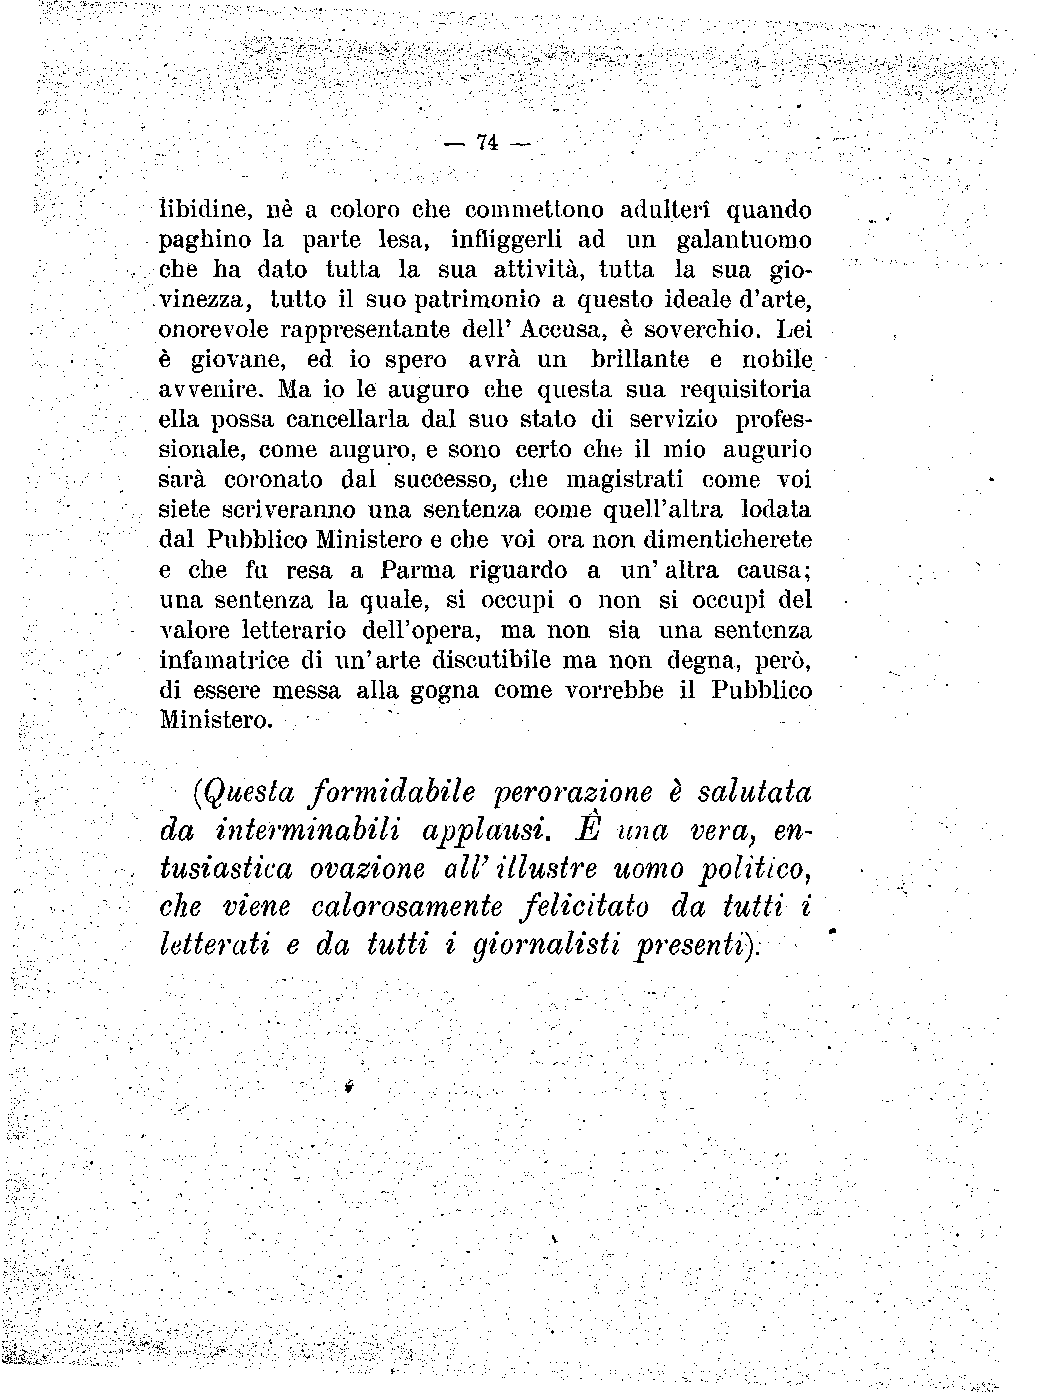 — 74 —
libidine, nè a coloro che commettono adulterî quando
paghino la parte lesa, infliggerli ad un galantuomo
che ha dato tutta la sua attività, tutta la sua gio-
vinezza, tutto il suo patrimonio a questo ideale d'arte,
onorevole rappresentante dell' Accusa, è soverchio. Lei
è giovane, ed io spero avrà un brillante e nobile
avvenire. Ma io le auguro che questa sua requisitoria
ella possa cancellarla dal suo stato di servizio profes-
sionale, come auguro, e sono certo che il mio augurio
sarà coronato dal successo, che magistrati come voi
siete scriveranno una sentenza come quell'altra lodata
dal Pubblico Ministero e che voi ora non dimenticherete
e che fu resa a Parma riguardo a un' altra causa;
una sentenza la quale, si occupi o non si occupi del
valore letterario dell'opera, ma non sia una sentenza
infamatrice di un'arte discutibile ma non degna, però,
di essere messa alla gogna come vorrebbe il Pubblico
Ministero.
(Questa formidabile perorazione è salutata
da interminabili applausi. Ê una vera, en-
tusiastica ovazione all' illustre uomo politico,
che viene calorosamente felicitato da tutti i
letterati e da tutti i giornalisti presenti).